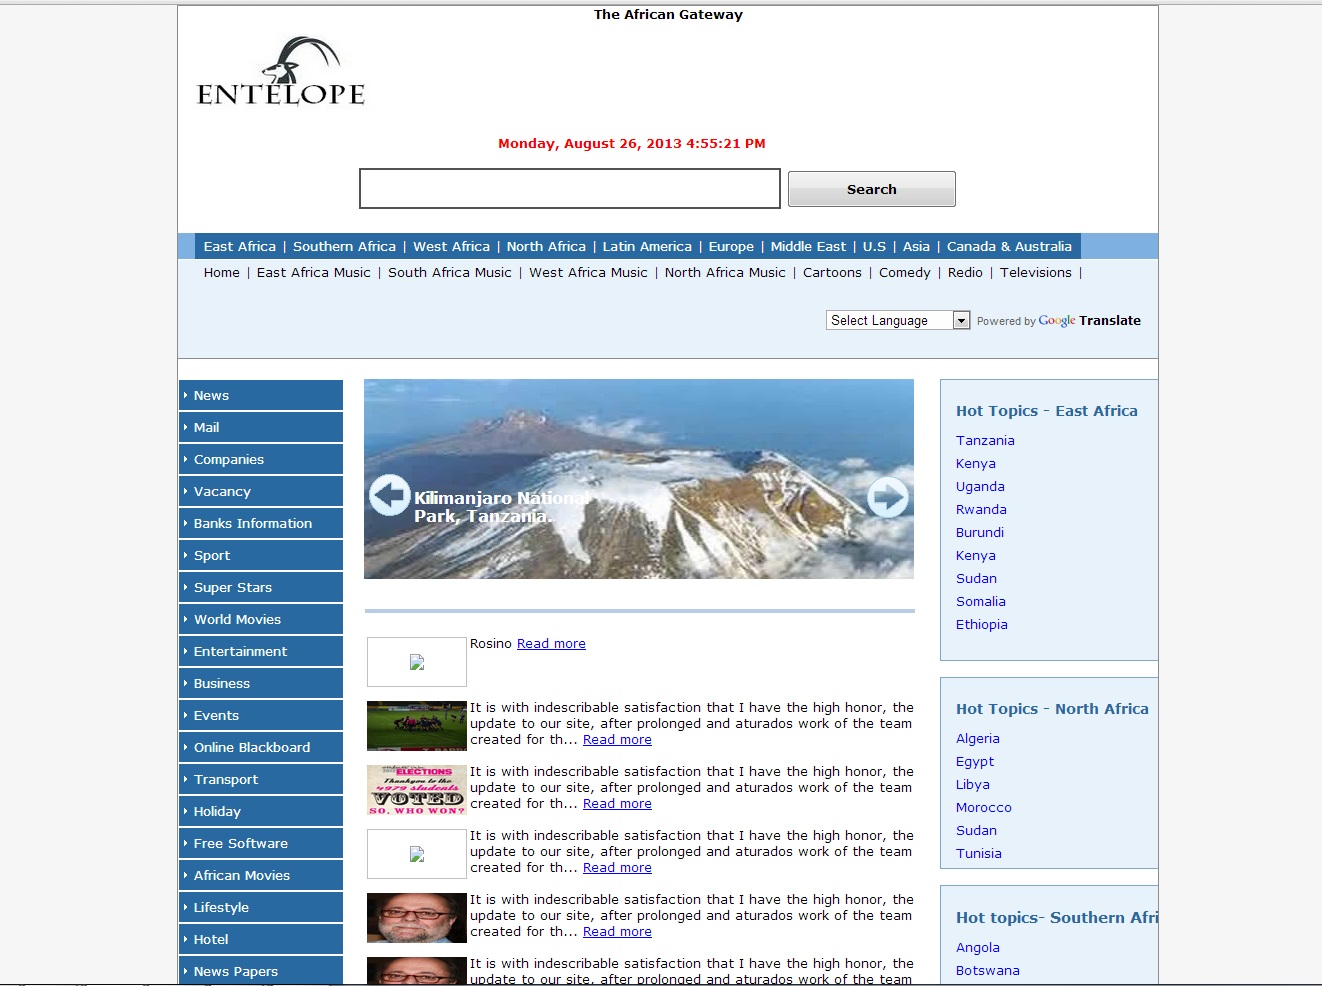 The African Gateway
ENTELOPE
Monday, August 26, 2013 4:55:21 PM
Search
East Africa | Southern Africa | West Africa | North Africa | Latin America | Europe | Middle East | U.S | Asia | Canada & Australia
Home | East Africa Music | South Africa Music | West Africa Music | North Africa Music | Cartoons | Comedy | Redio | Televisions |
Select Language Powered by Google Translate
News
Mail
Companies
Vacancy
Banks Information
Sport
Super Stars
World Movies
Entertainment
Business
Events
Online Blackboard
Transport
Holiday
Free Software
African Movies
Lifestyle
Hotel
News Papers
Kilimanjaro National
Park, Tanzania.
Rosino Read more
It is with indescribable satisfaction that I have the high honor, the
update to our site, after prolonged and aturados work of the team
created for th... Read more
ELECTIONS
Thankyou to the
4979 students
VOTED
SO, WHO WON?
It is with indescribable satisfaction that I have the high honor, the
update to our site, after prolonged and aturados work of the team
created for th... Read more
It is with indescribable satisfaction that I have the high honor, the
update to our site, after prolonged and aturados work of the team
created for th... Read more
It is with indescribable satisfaction that I have the high honor, the
update to our site, after prolonged and aturados work of the team
created for th... Read more
It is with indescribable satisfaction that I have the high honor, the
update to our site, after prolonged and aturados work of the team
Hot Topics - East Africa
Tanzania
Kenya
Uganda
Rwanda
Burundi
Kenya
Sudan
Somalia
Ethiopia
Hot Topics - North Africa
Algeria
Egypt
Libya
Morocco
Sudan
Tunisia
Hot topics- Southern Afri
Angola
Botswana